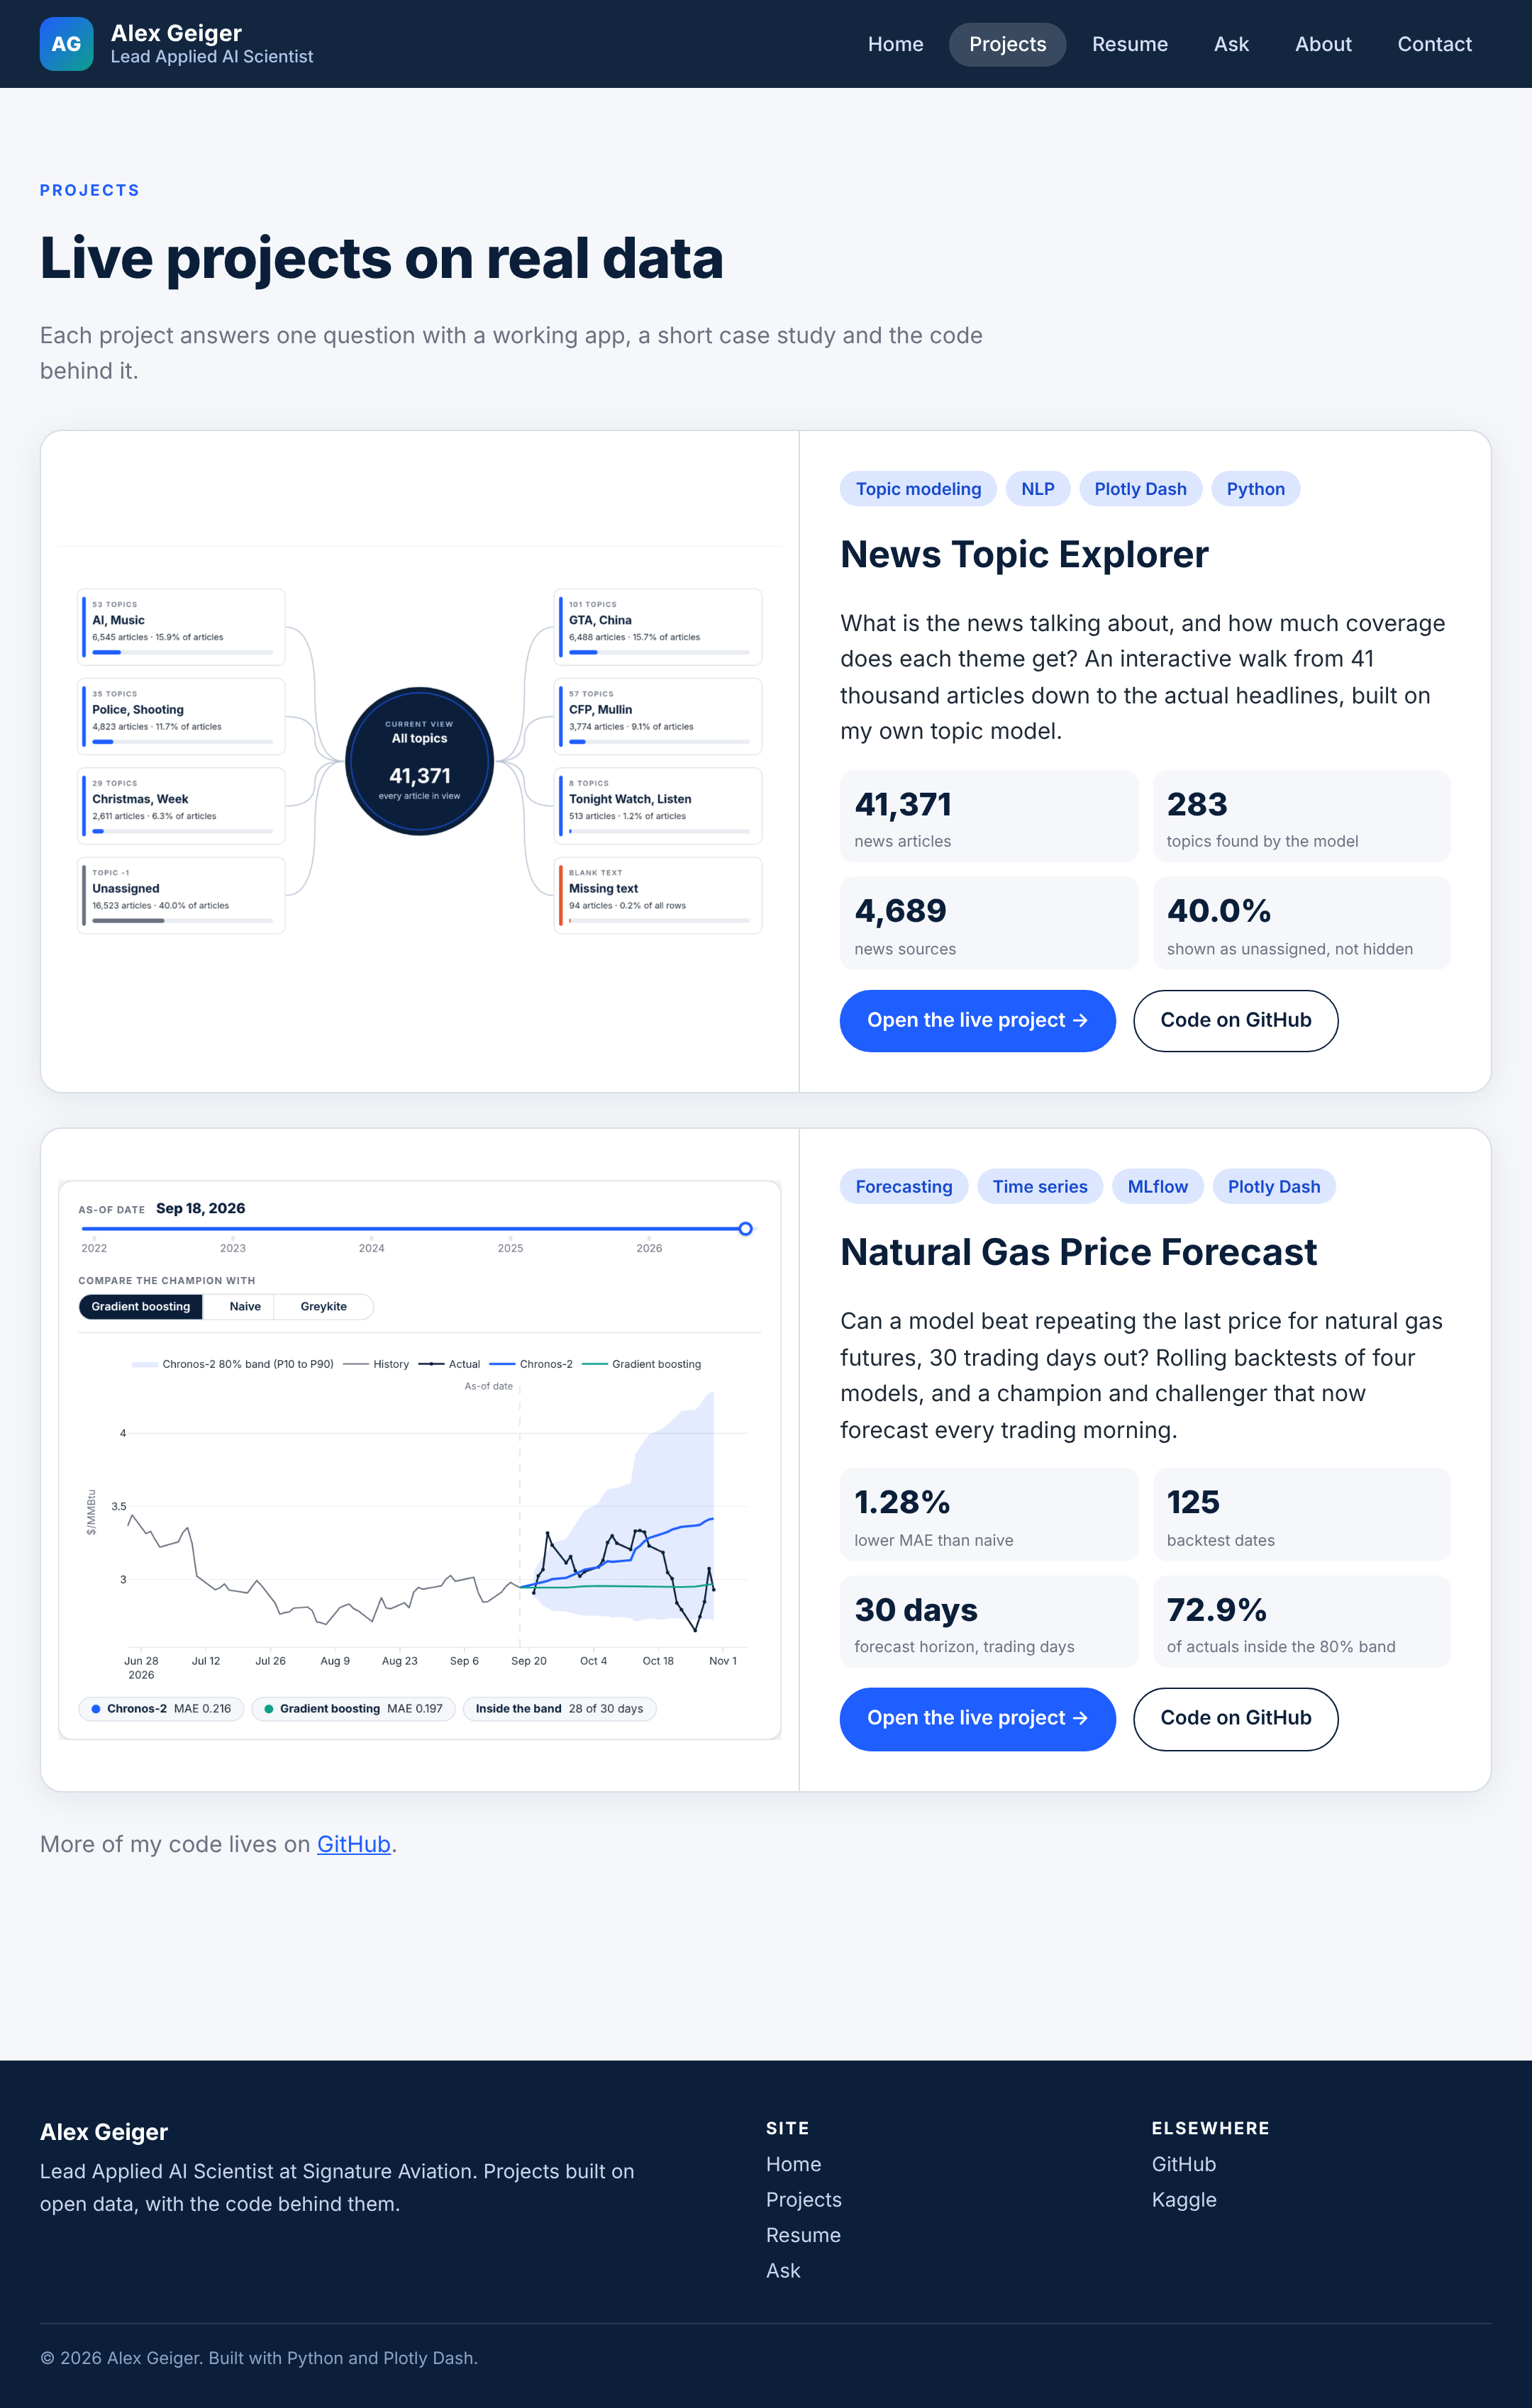 AG
Alex Geiger
Lead Applied AI Scientist
Home
Projects
Resume
Ask
About
Contact
PROJECTS
Live projects on real data
Each project answers one question with a working app, a short case study and the code
behind it.
53 TOPICS
AI, Music
6,545 articles · 15.9% of articles
35 TOPICS
Police, Shooting
4,823 articles · 11.7% of articles
29 TOPICS
Christmas, Week
2,611 articles · 6.3% of articles
TOPIC -1
Unassigned
16,523 articles · 40.0% of articles
CURRENT VIEW
All topics
41,371
every article in view
101 TOPICS
GTA, China
6,488 articles · 15.7% of articles
57 TOPICS
CFP, Mullin
3,774 articles · 9.1% of articles
8 TOPICS
Tonight Watch, Listen
513 articles · 1.2% of articles
BLANK TEXT
Missing text
94 articles · 0.2% of all rows
Topic modeling
NLP
Plotly Dash
Python
News Topic Explorer
What is the news talking about, and how much coverage
does each theme get? An interactive walk from 41
thousand articles down to the actual headlines, built on
my own topic model.
41,371
news articles
283
topics found by the model
4,689
news sources
40.0%
shown as unassigned, not hidden
Open the live project →
Code on GitHub
AS-OF DATE Sep 18, 2026
2022 2023 2024 2025 2026
COMPARE THE CHAMPION WITH
Gradient boosting Naive Greykite
Chronos-2 80% band (P10 to P90) History Actual Chronos-2 Gradient boosting
As-of date
4
3.5
3
$/MMBtu
Jun 28 Jul 12 Jul 26 Aug 9 Aug 23 Sep 6 Sep 20 Oct 4 Oct 18 Nov 1
2026
Chronos-2 MAE 0.216
Gradient boosting MAE 0.197
Inside the band 28 of 30 days
Forecasting
Time series
MLflow
Plotly Dash
Natural Gas Price Forecast
Can a model beat repeating the last price for natural gas
futures, 30 trading days out? Rolling backtests of four
models, and a champion and challenger that now
forecast every trading morning.
1.28%
lower MAE than naive
125
backtest dates
30 days
forecast horizon, trading days
72.9%
of actuals inside the 80% band
Open the live project →
Code on GitHub
More of my code lives on GitHub.
Alex Geiger
Lead Applied AI Scientist at Signature Aviation. Projects built on
open data, with the code behind them.
SITE
Home
Projects
Resume
Ask
ELSEWHERE
GitHub
Kaggle
© 2026 Alex Geiger. Built with Python and Plotly Dash.